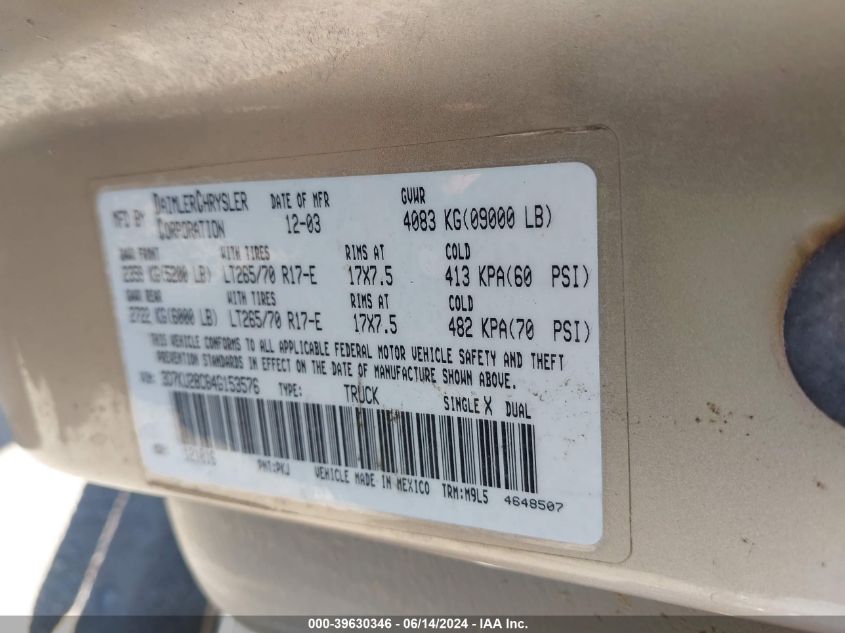 MFD BY DAIMLERCHRYSLER CORPORATION DATE OF MFR 12-03 GVWR 4083 KG(09000 LB)
GAWR FRONT WITH TIRES RIMS AT COLD
2359 KG(5200 LB) LT265/70 R17-E 17X7.5 413 KPA(60 PSI)
GAWR REAR WITH TIRES RIMS AT COLD
2722 KG(6000 LB) LT265/70 R17-E 17X7.5 482 KPA(70 PSI)
THIS VEHICLE CONFORMS TO ALL APPLICABLE FEDERAL MOTOR VEHICLE SAFETY AND THEFT
PREVENTION STANDARDS IN EFFECT ON THE DATE OF MANUFACTURE SHOWN ABOVE.
VIN: 3D7KU28C64G153576 TYPE: TRUCK SINGLE X DUAL
PNT:PKJ VEHICLE MADE IN MEXICO TRM:M9L5 4648507
000-39630346 - 06/14/2024 - IAA Inc.